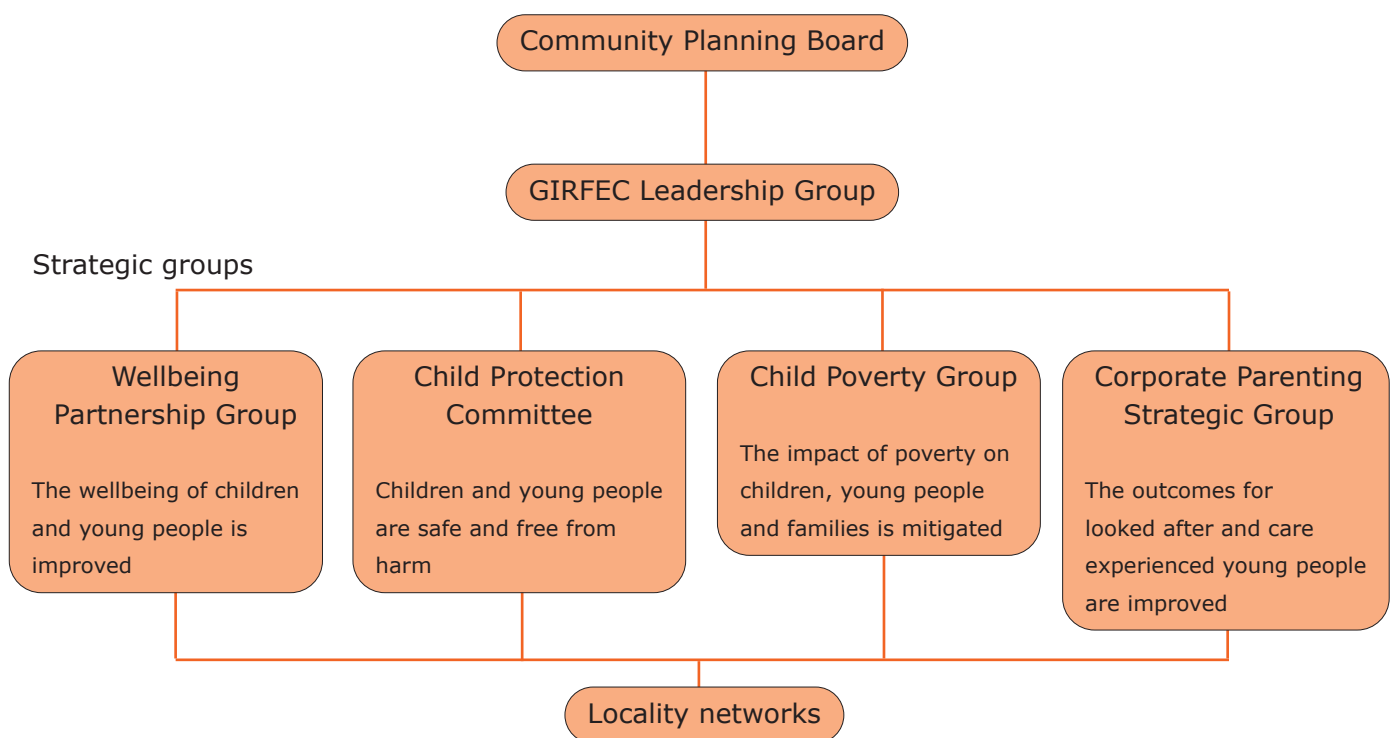 Community Planning Board
GIRFEC Leadership Group
Strategic groups
Wellbeing
Partnership Group
The wellbeing of children
and young people is
improved
Child Protection
Committee
Children and young people
are safe and free from
harm
Child Poverty Group
The impact of poverty on
children, young people
and families is mitigated
Corporate Parenting
Strategic Group
The outcomes for
looked after and care
experienced young people
are improved
Locality networks